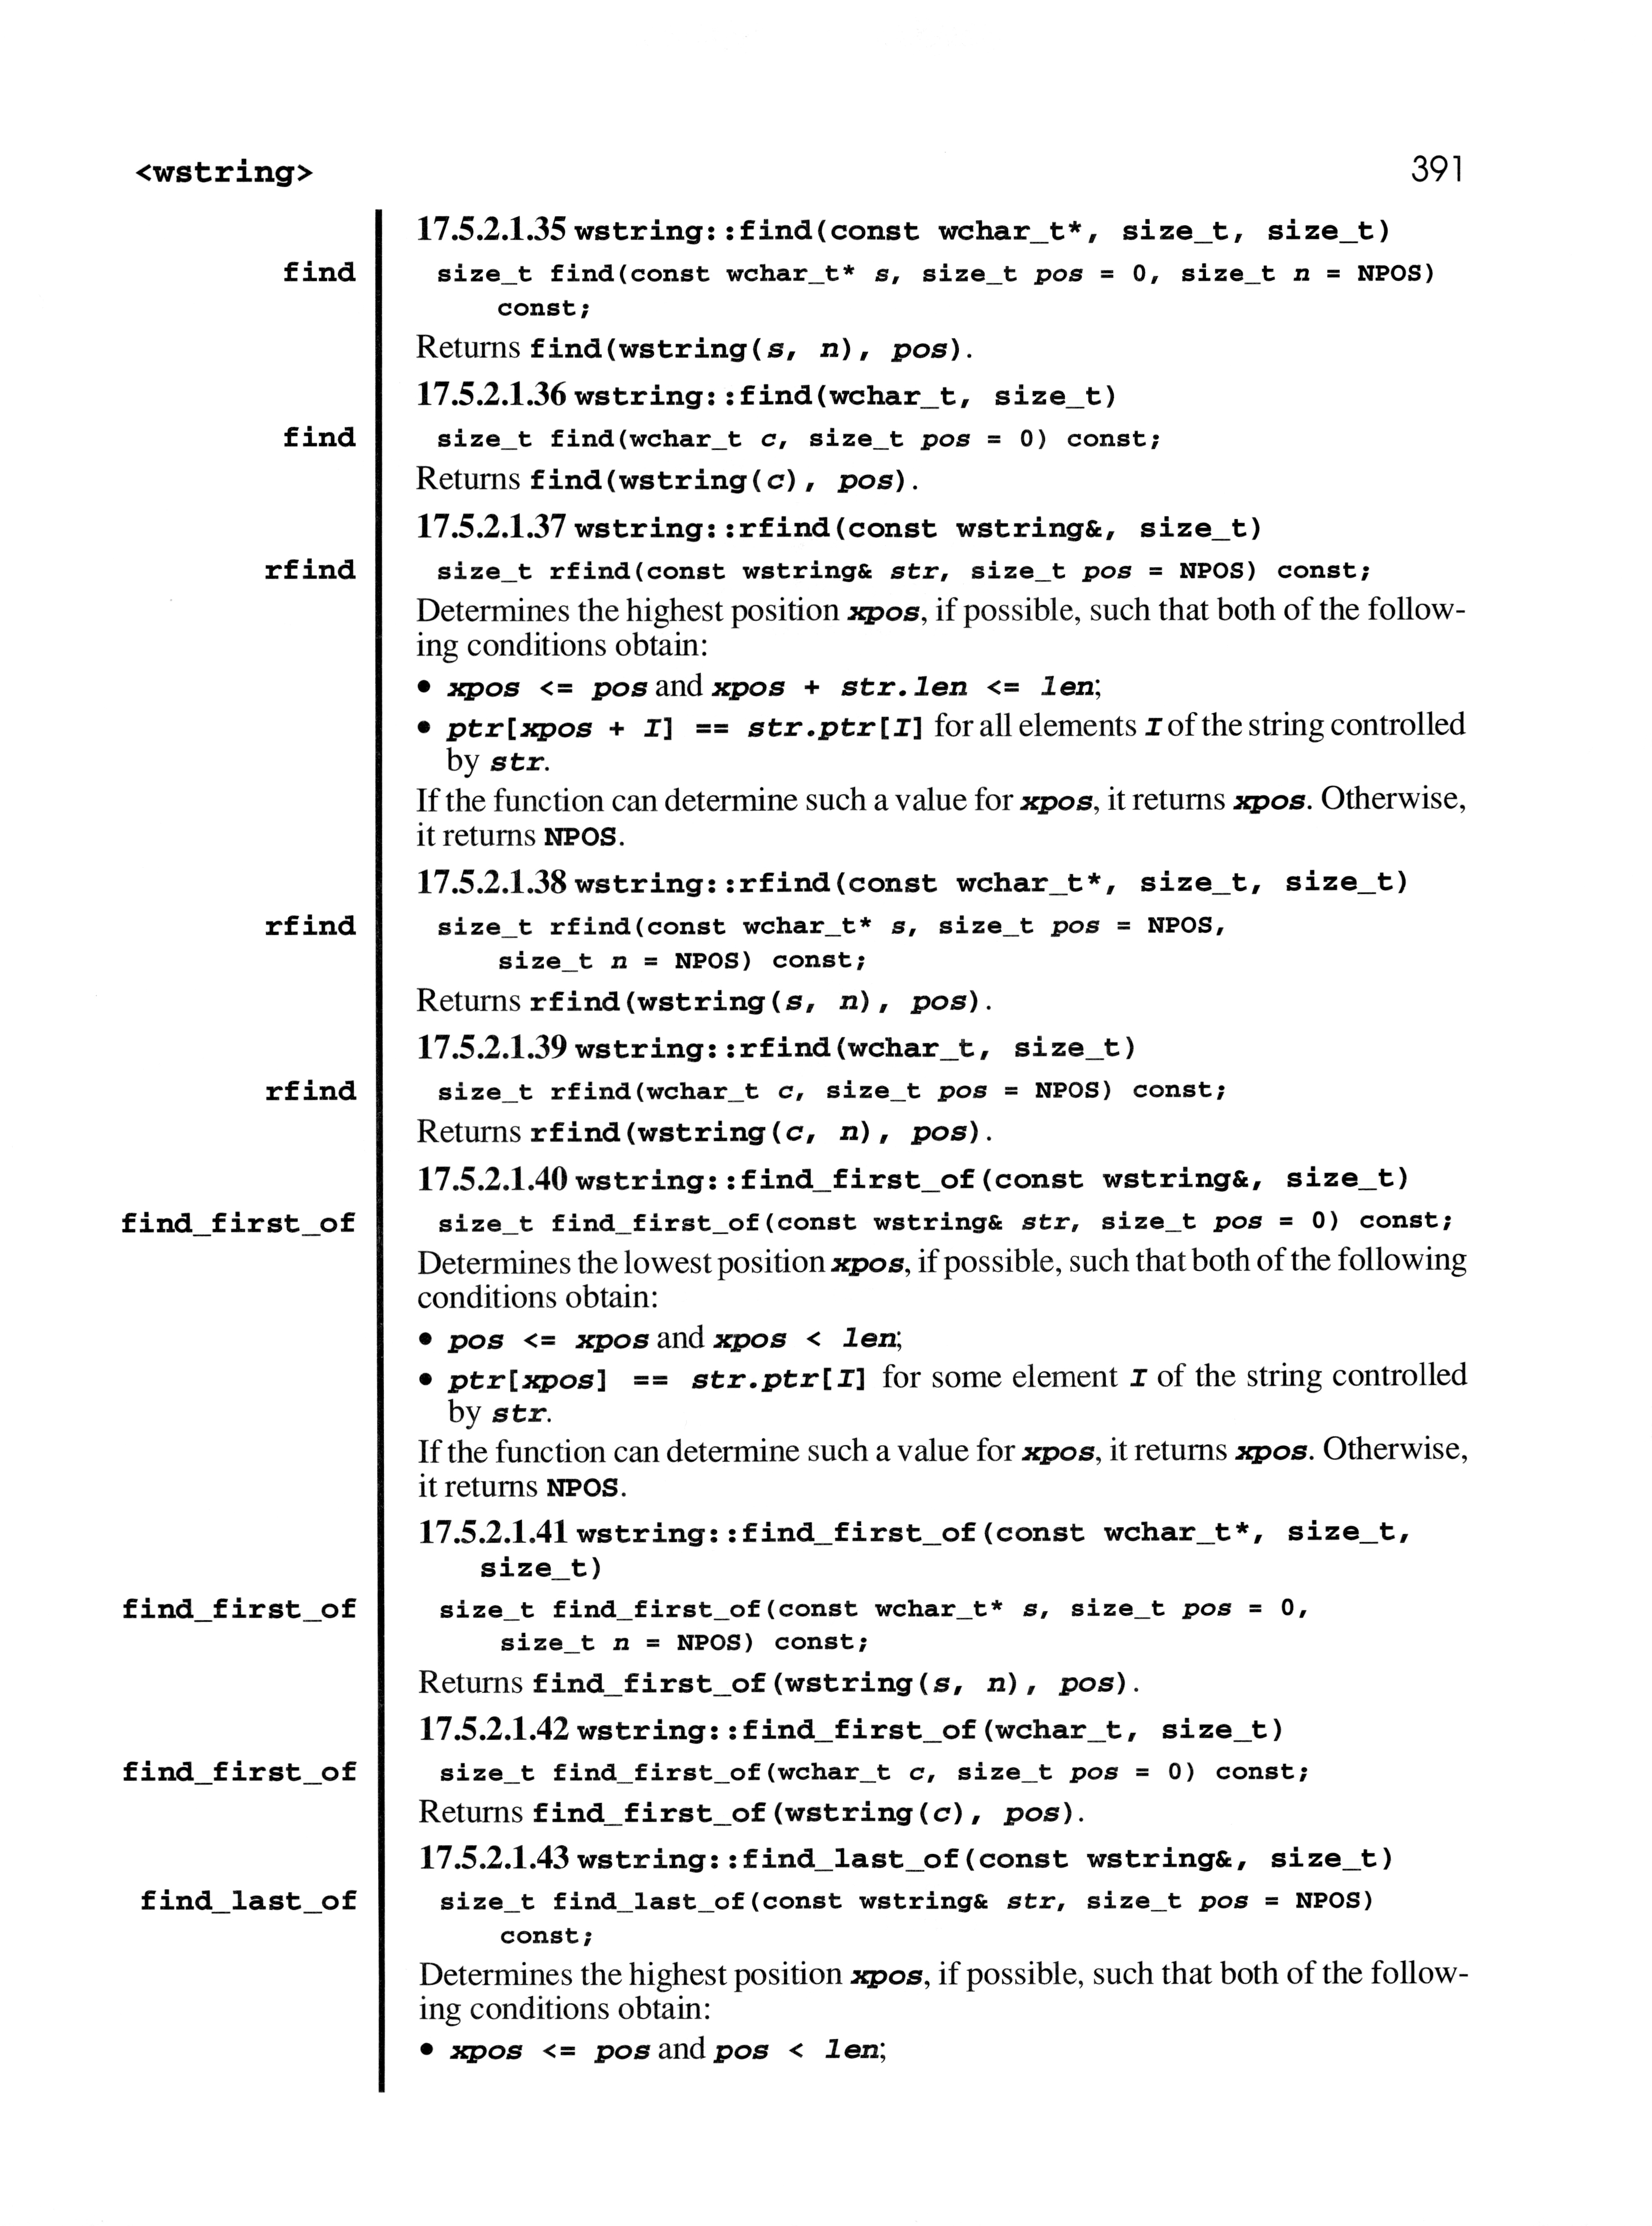 <wstring> 391
17.5.2.1.35 wstring::find(const wchar_t*, size_t, size_t)
find size_t find(const wchar_t* s, size_t pos = 0, size_t n = NPOS)
const;
Returns find(wstring(s, n), pos).
17.5.2.1.36 wstring::find(wchar_t, size_t)
find size_t find(wchar_t c, size_t pos = 0) const;
Returns find(wstring(c), pos).
17.5.2.1.37 wstring::rfind(const wstring&, size_t)
rfind size_t rfind(const wstring& str, size_t pos = NPOS) const;
Determines the highest position xpos, if possible, such that both of the follow-
ing conditions obtain:
• xpos <= pos and xpos + str.len <= len;
• ptr[xpos + I] == str.ptr[I] for all elements I of the string controlled
by str.
If the function can determine such a value for xpos, it returns xpos. Otherwise,
it returns NPOS.
17.5.2.1.38 wstring::rfind(const wchar_t*, size_t, size_t)
rfind size_t rfind(const wchar_t* s, size_t pos = NPOS,
size_t n = NPOS) const;
Returns rfind(wstring(s, n), pos).
17.5.2.1.39 wstring::rfind(wchar_t, size_t)
rfind size_t rfind(wchar_t c, size_t pos = NPOS) const;
Returns rfind(wstring(c, n), pos).
17.5.2.1.40 wstring::find_first_of(const wstring&, size_t)
find_first_of size_t find_first_of(const wstring& str, size_t pos = 0) const;
Determines the lowest position xpos, if possible, such that both of the following
conditions obtain:
• pos <= xpos and xpos < len;
• ptr[xpos] == str.ptr[I] for some element I of the string controlled
by str.
If the function can determine such a value for xpos, it returns xpos. Otherwise,
it returns NPOS.
17.5.2.1.41 wstring::find_first_of(const wchar_t*, size_t,
size_t)
find_first_of size_t find_first_of(const wchar_t* s, size_t pos = 0,
size_t n = NPOS) const;
Returns find_first_of(wstring(s, n), pos).
17.5.2.1.42 wstring::find_first_of(wchar_t, size_t)
find_first_of size_t find_first_of(wchar_t c, size_t pos = 0) const;
Returns find_first_of(wstring(c), pos).
17.5.2.1.43 wstring::find_last_of(const wstring&, size_t)
find_last_of size_t find_last_of(const wstring& str, size_t pos = NPOS)
const;
Determines the highest position xpos, if possible, such that both of the follow-
ing conditions obtain:
• xpos <= pos and pos < len;